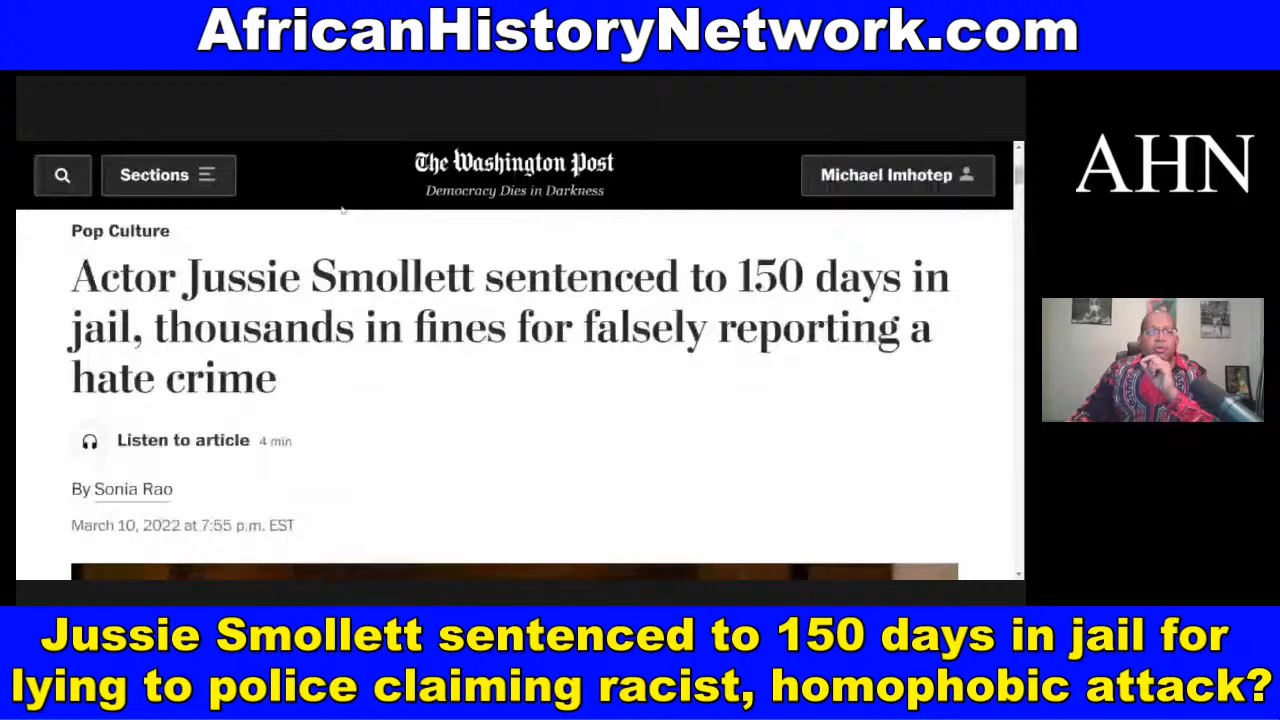 AfricanHistoryNetwork.com
AHN
Sections
The Washington Post
Democracy Dies in Darkness
Michael Imhotep
Pop Culture
Actor Jussie Smollett sentenced to 150 days in
jail, thousands in fines for falsely reporting a
hate crime
Listen to article 4 min
By Sonia Rao
March 10, 2022 at 7:55 p.m. EST
Jussie Smollett sentenced to 150 days in jail for
lying to police claiming racist, homophobic attack?